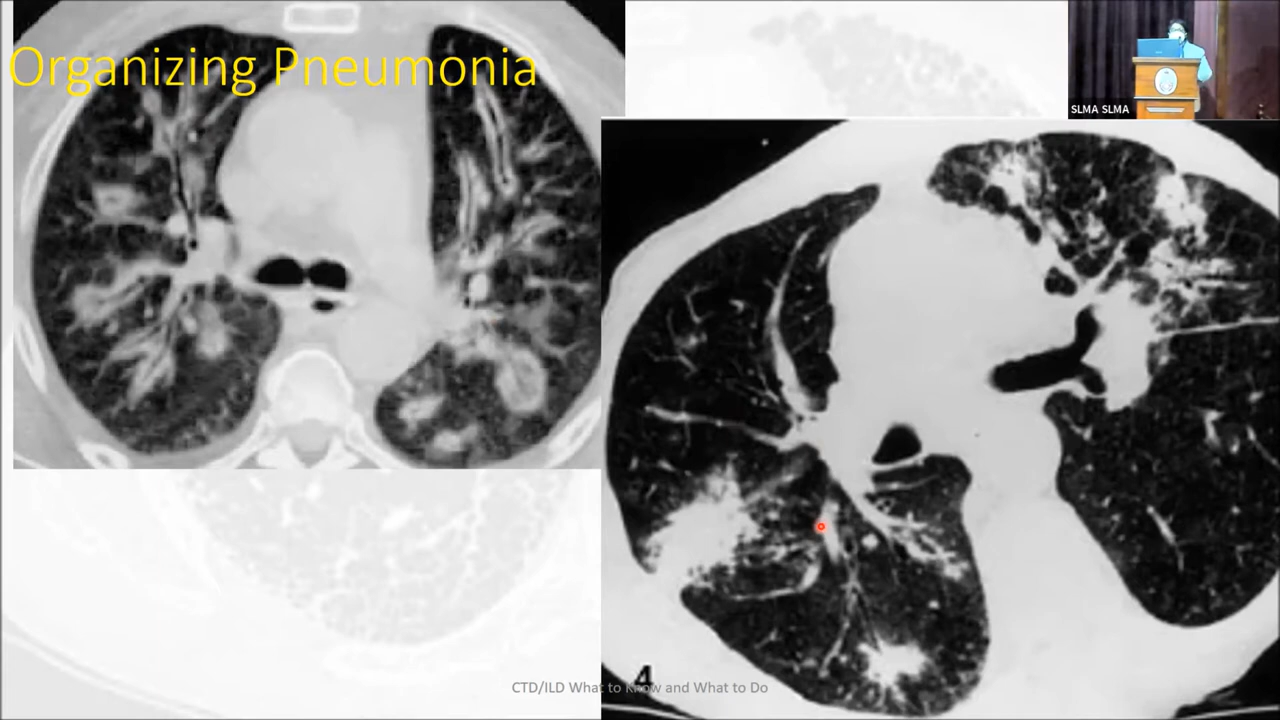 Organizing Pneumonia
SLMA SLMA
4
CTD/ILD What to Know and What to Do